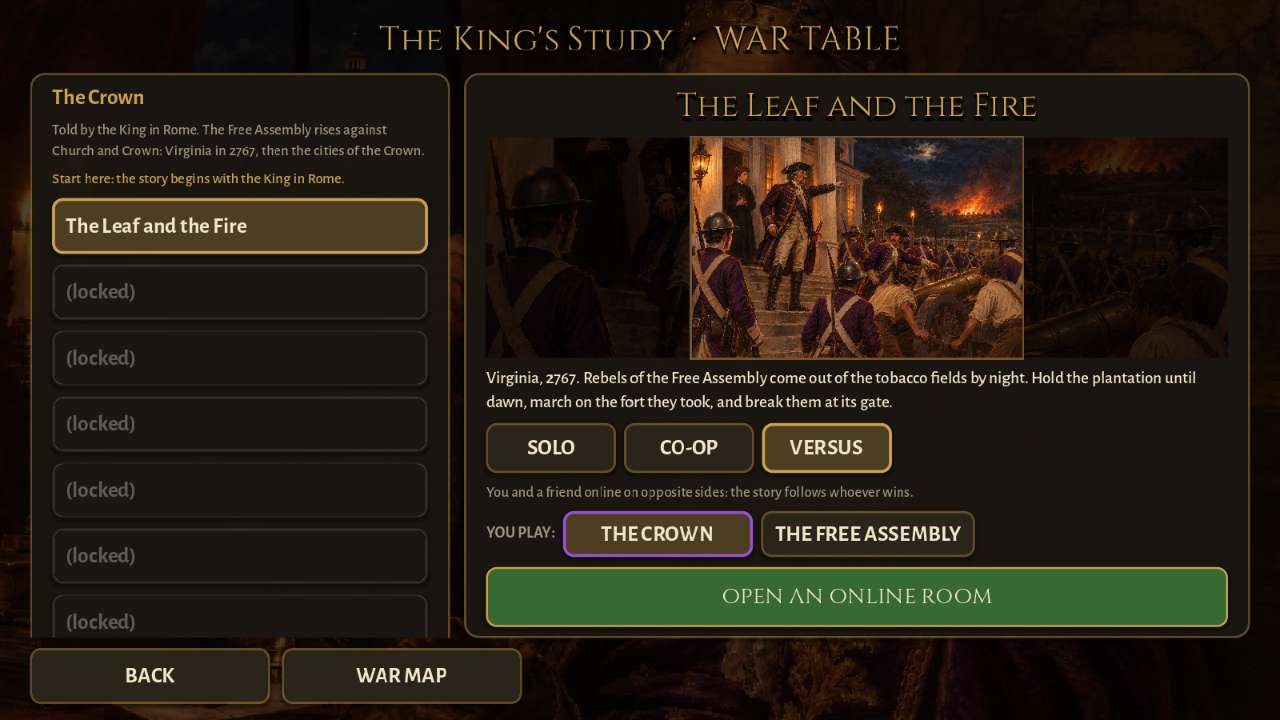 The King's Study · WAR TABLE
The Crown
Told by the King in Rome. The Free Assembly rises against
Church and Crown: Virginia in 2767, then the cities of the Crown.
Start here: the story begins with the King in Rome.
The Leaf and the Fire
(locked)
(locked)
(locked)
(locked)
(locked)
(locked)
The Leaf and the Fire
Virginia, 2767. Rebels of the Free Assembly come out of the tobacco fields by night. Hold the plantation until
dawn, march on the fort they took, and break them at its gate.
SOLO
CO-OP
VERSUS
You and a friend online on opposite sides: the story follows whoever wins.
YOU PLAY:
THE CROWN
THE FREE ASSEMBLY
OPEN AN ONLINE ROOM
BACK
WAR MAP